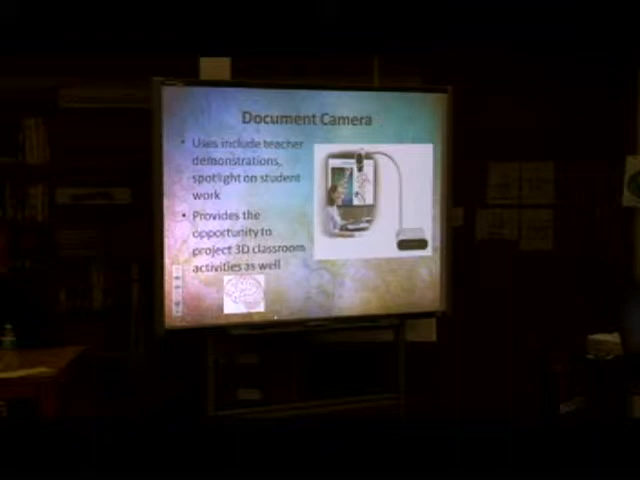 Document Camera
• Uses include teacher
demonstrations,
spotlight on student
work
• Provides the
opportunity to
project 3D classroom
activities as well